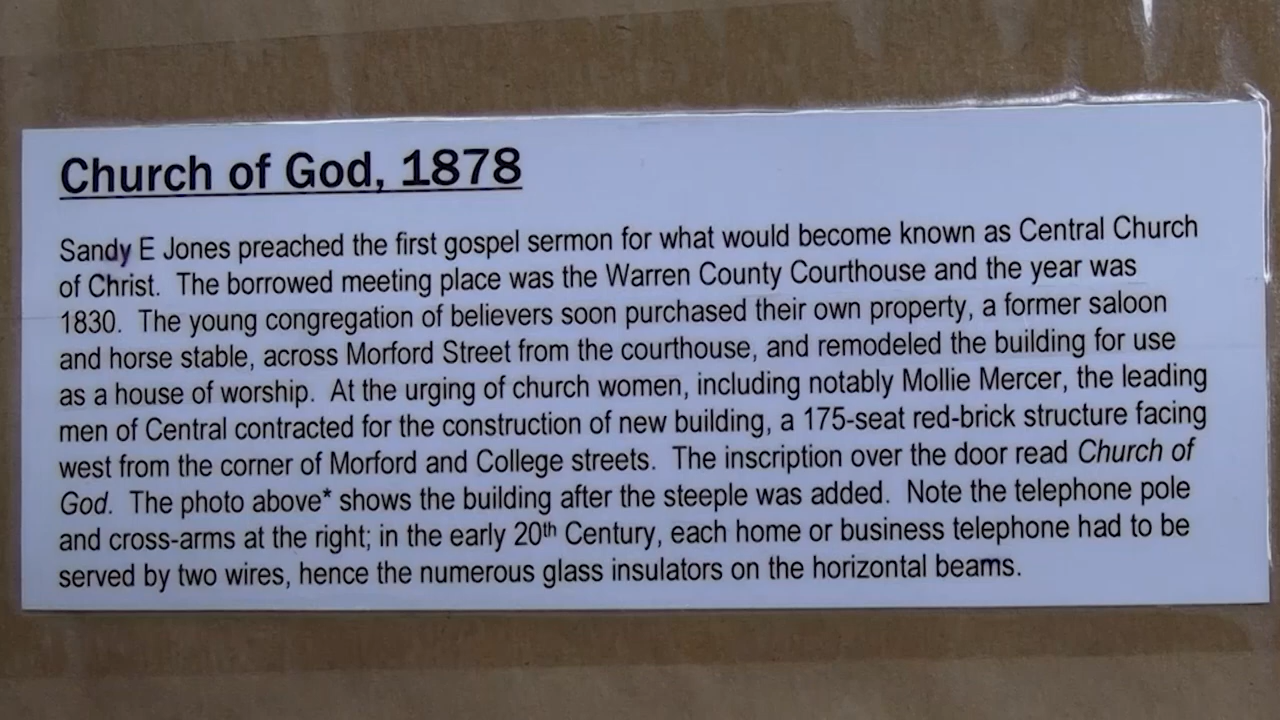 Church of God, 1878
Sandy E Jones preached the first gospel sermon for what would become known as Central Church
of Christ.  The borrowed meeting place was the Warren County Courthouse and the year was
1830.  The young congregation of believers soon purchased their own property, a former saloon
and horse stable, across Morford Street from the courthouse, and remodeled the building for use
as a house of worship.  At the urging of church women, including notably Mollie Mercer, the leading
men of Central contracted for the construction of new building, a 175-seat red-brick structure facing
west from the corner of Morford and College streets.  The inscription over the door read Church of
God.  The photo above* shows the building after the steeple was added.  Note the telephone pole
and cross-arms at the right; in the early 20th Century, each home or business telephone had to be
served by two wires, hence the numerous glass insulators on the horizontal beams.